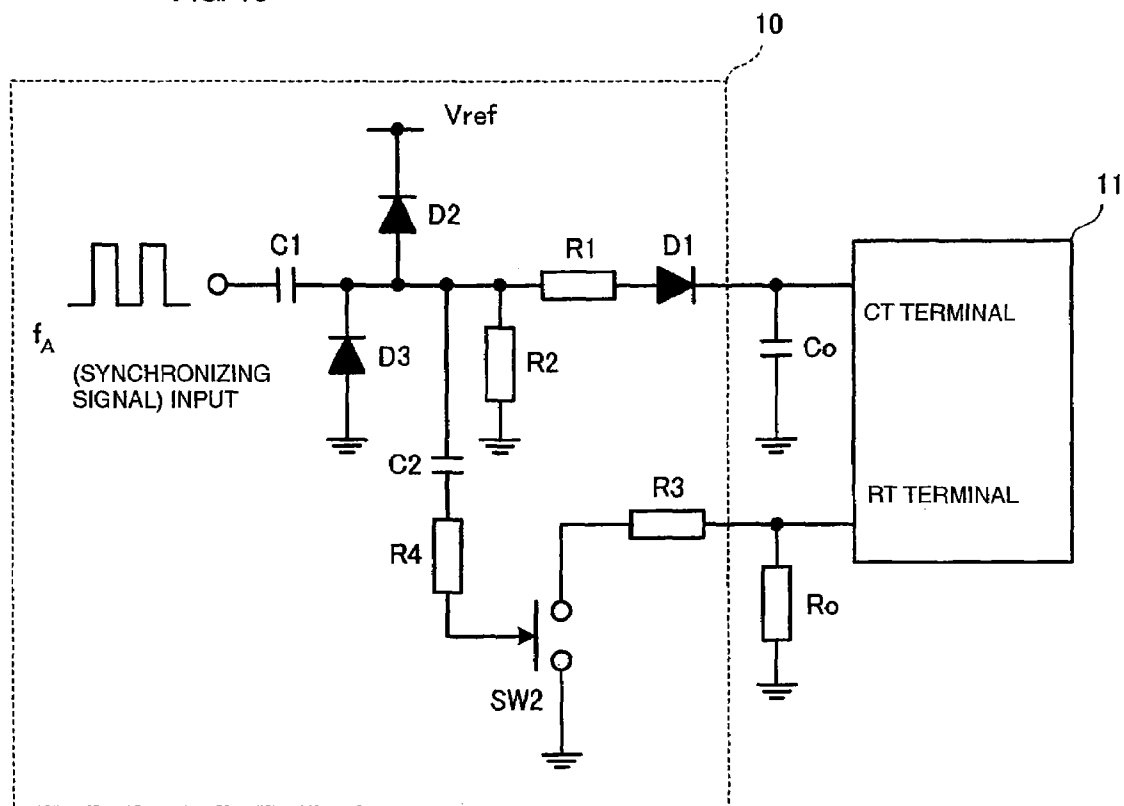 10
Vref
11
D2
C1
R1
D1
CT TERMINAL
f_A
D3
R2
Co
(SYNCHRONIZING
SIGNAL) INPUT
C2
R3
RT TERMINAL
R4
Ro
SW2